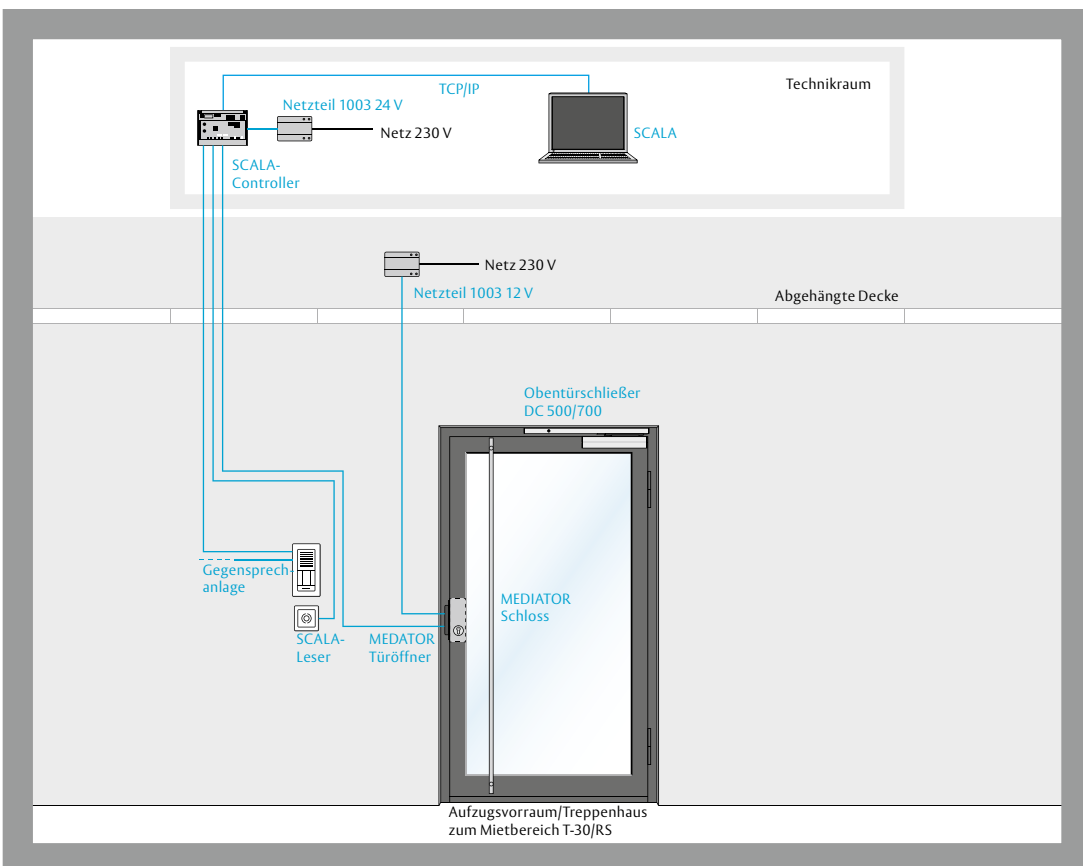 TCP/IP
Technikraum
Netzteil 1003 24 V
Netz 230 V
SCALA
SCALA-
Controller
Netz 230 V
Netzteil 1003 12 V
Abgehängte Decke
Obentürschließer
DC 500/700
Gegensprech
anlage
MEDIATOR
Schloss
SCALA-
Leser
MEDATOR
Türöffner
Aufzugsvorraum/Treppenhaus
zum Mietbereich T-30/RS